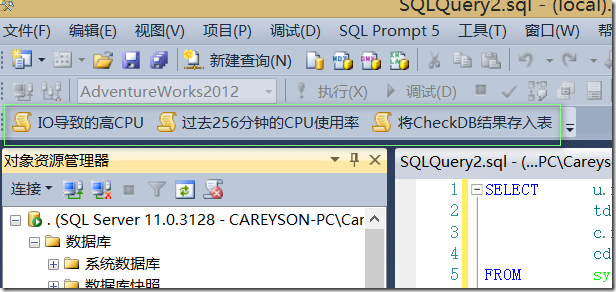 SQLQuery2.sql - (local).
文件(F) 编辑(E) 视图(V) 项目(P) 调试(D) SQL Prompt 5 工具(T) 窗口(W) 帮助(
新建查询(N)
AdventureWorks2012 执行(X) 调试(D)
IO导致的高CPU 过去256分钟的CPU使用率 将CheckDB结果存入表
对象资源管理器
连接
. (SQL Server 11.0.3128 - CAREYSON-PC\Car
数据库
系统数据库
数据库快照
SQLQuery2.sql - (...PC\Careys
1 SELECT u.
2 td
3 c.
4 cd
5 FROM sy